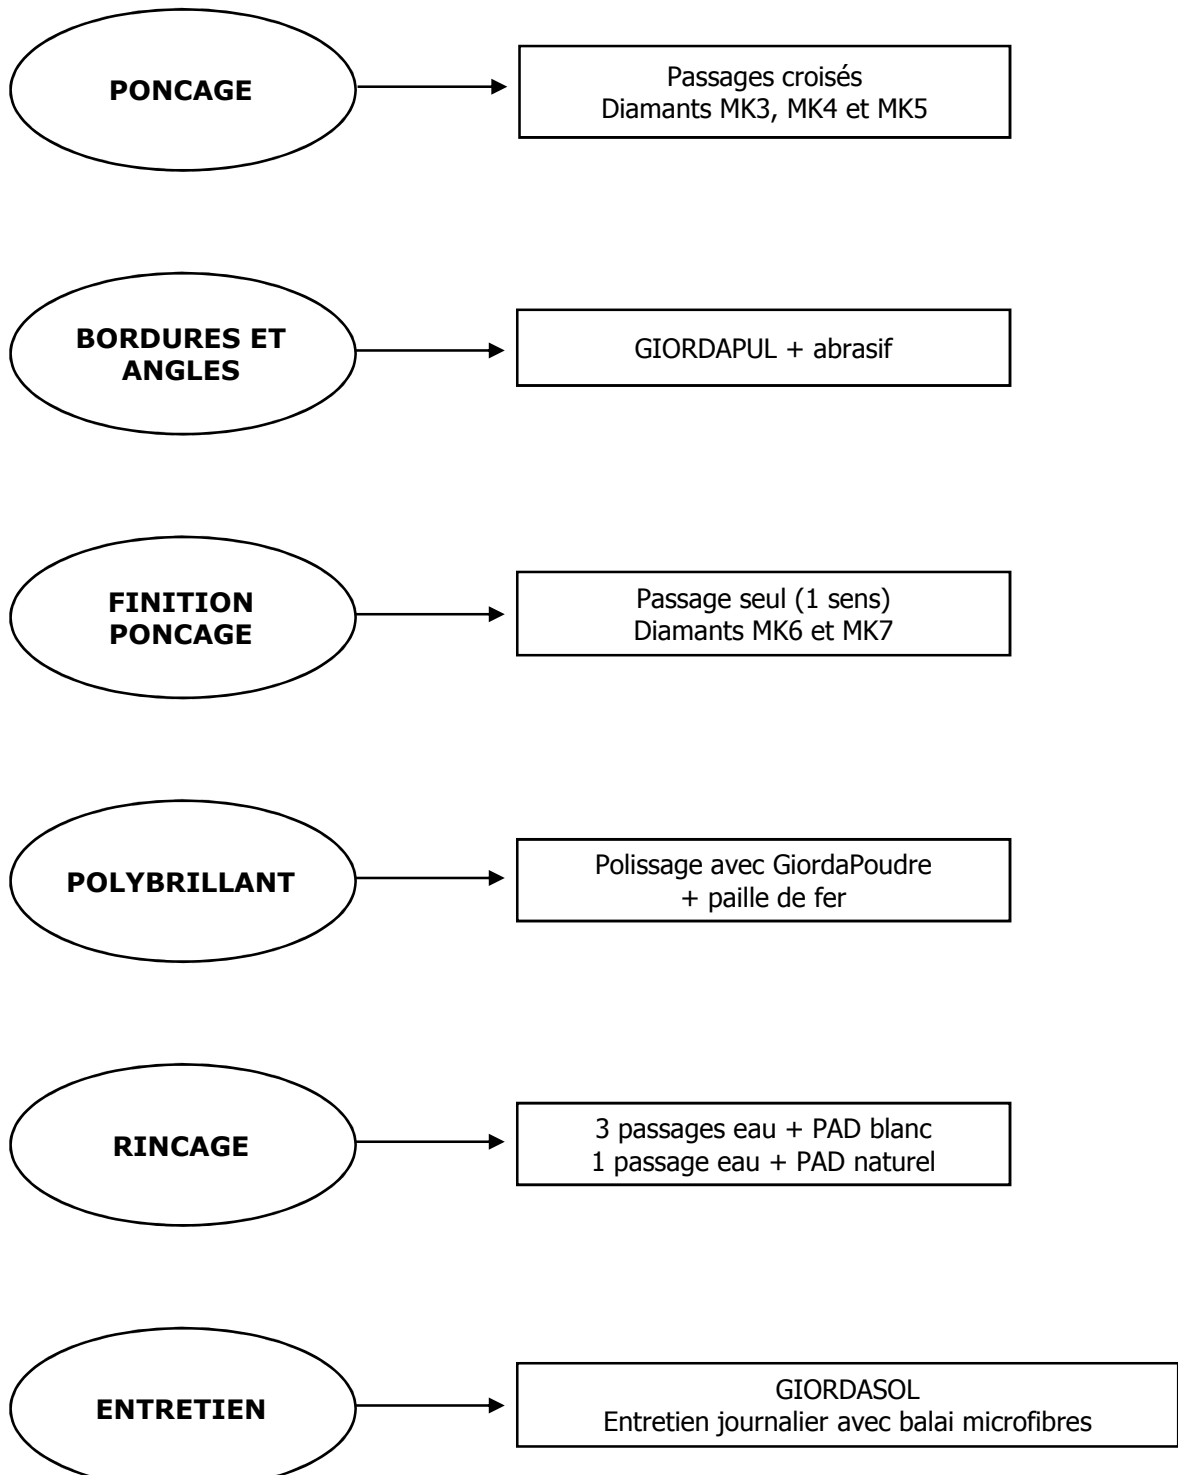 PONCAGE
Passages croisés
Diamants MK3, MK4 et MK5
BORDURES ET
ANGLES
GIORDAPUL + abrasif
FINITION
PONCAGE
Passage seul (1 sens)
Diamants MK6 et MK7
POLYBRILLANT
Polissage avec GiordaPoudre
+ paille de fer
RINCAGE
3 passages eau + PAD blanc
1 passage eau + PAD naturel
ENTRETIEN
GIORDASOL
Entretien journalier avec balai microfibres